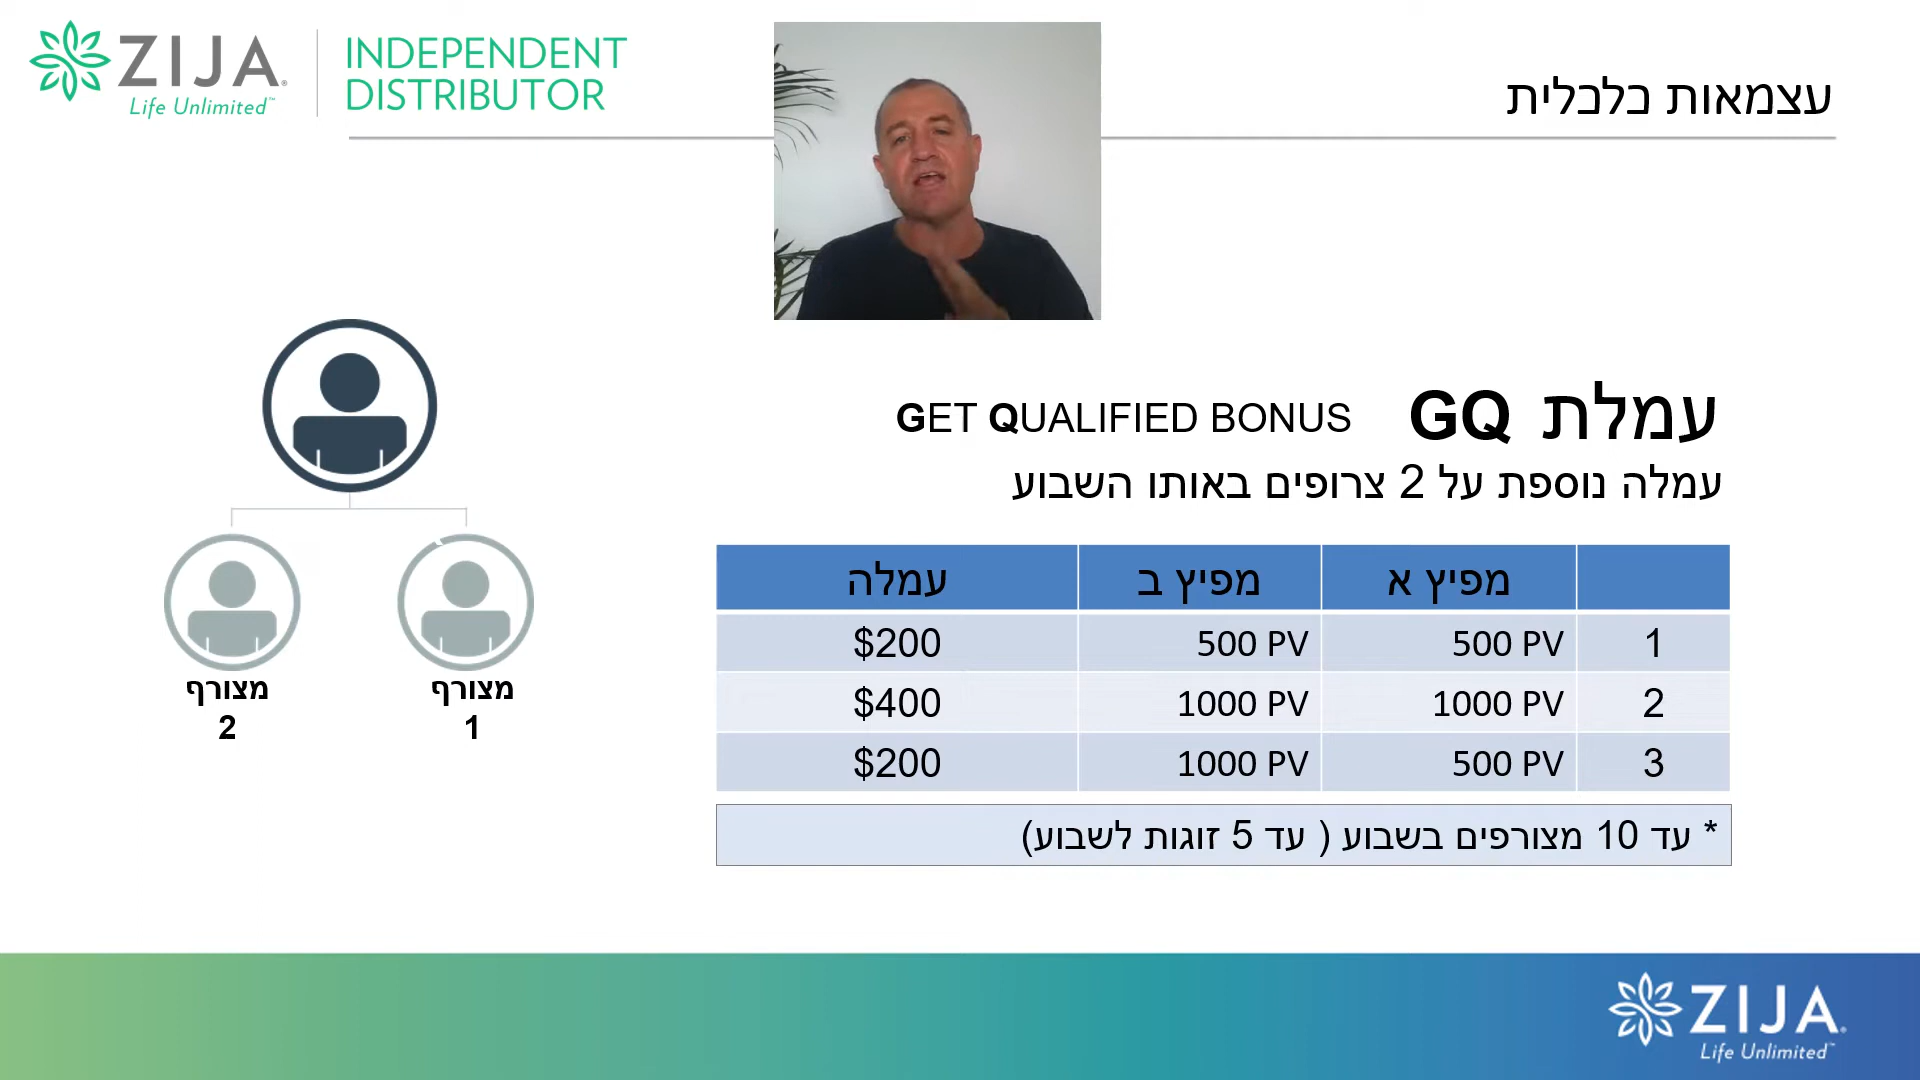 ZIJA®
Life Unlimited™
INDEPENDENT
DISTRIBUTOR
עצמאות כלכלית
עמלת GQ GET QUALIFIED BONUS
עמלה נוספת על 2 צרופים באותו השבוע
מפיץ א מפיץ ב עמלה
1 500 PV 500 PV $200
2 1000 PV 1000 PV $400
3 500 PV 1000 PV $200
* עד 10 מצורפים בשבוע ( עד 5 זוגות לשבוע)
מצורף
1
מצורף
2
ZIJA®
Life Unlimited™